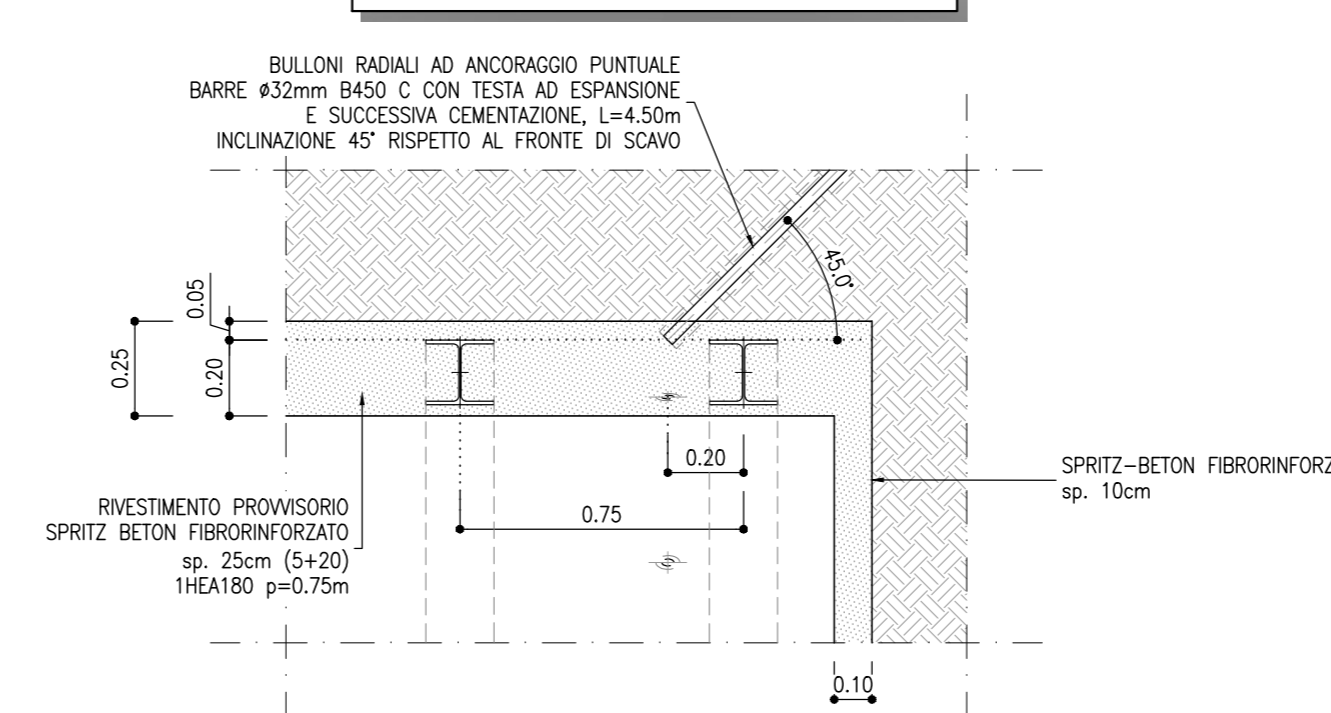 BULLONI RADIALI AD ANCORAGGIO PUNTUALE
BARRE ø32mm B450 C CON TESTA AD ESPANSIONE
E SUCCESSIVA CEMENTAZIONE, L=4.50m
INCLINAZIONE 45° RISPETTO AL FRONTE DI SCAVO
45.0°
0.05
0.25
0.20
0.20
0.75
SPRITZ-BETON FIBRORINFORZ
sp. 10cm
RIVESTIMENTO PROVVISORIO
SPRITZ BETON FIBRORINFORZATO
sp. 25cm (5+20)
1HEA180 p=0.75m
0.10